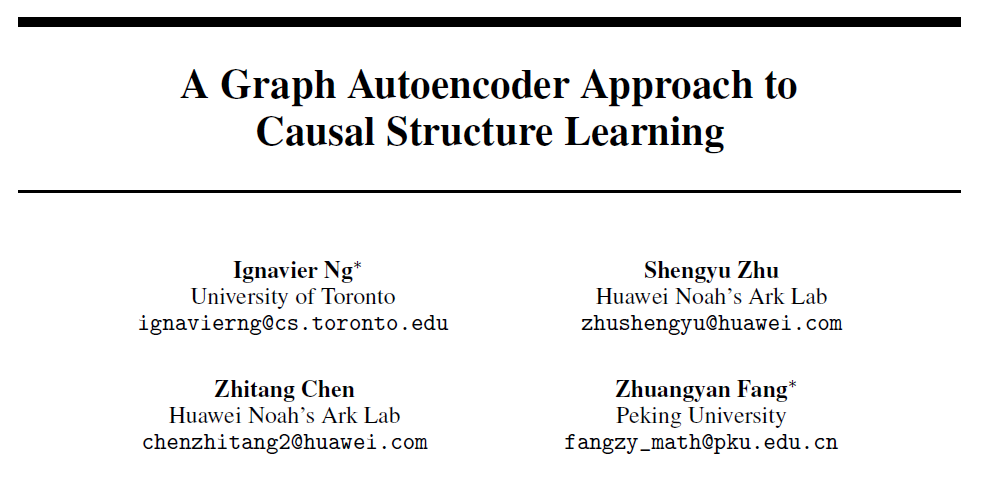 A Graph Autoencoder Approach to
Causal Structure Learning
Ignavier Ng*
University of Toronto
ignavierng@cs.toronto.edu
Shengyu Zhu
Huawei Noah's Ark Lab
zhushengyu@huawei.com
Zhitang Chen
Huawei Noah's Ark Lab
chenzhitang2@huawei.com
Zhuangyan Fang*
Peking University
fangzy_math@pku.edu.cn